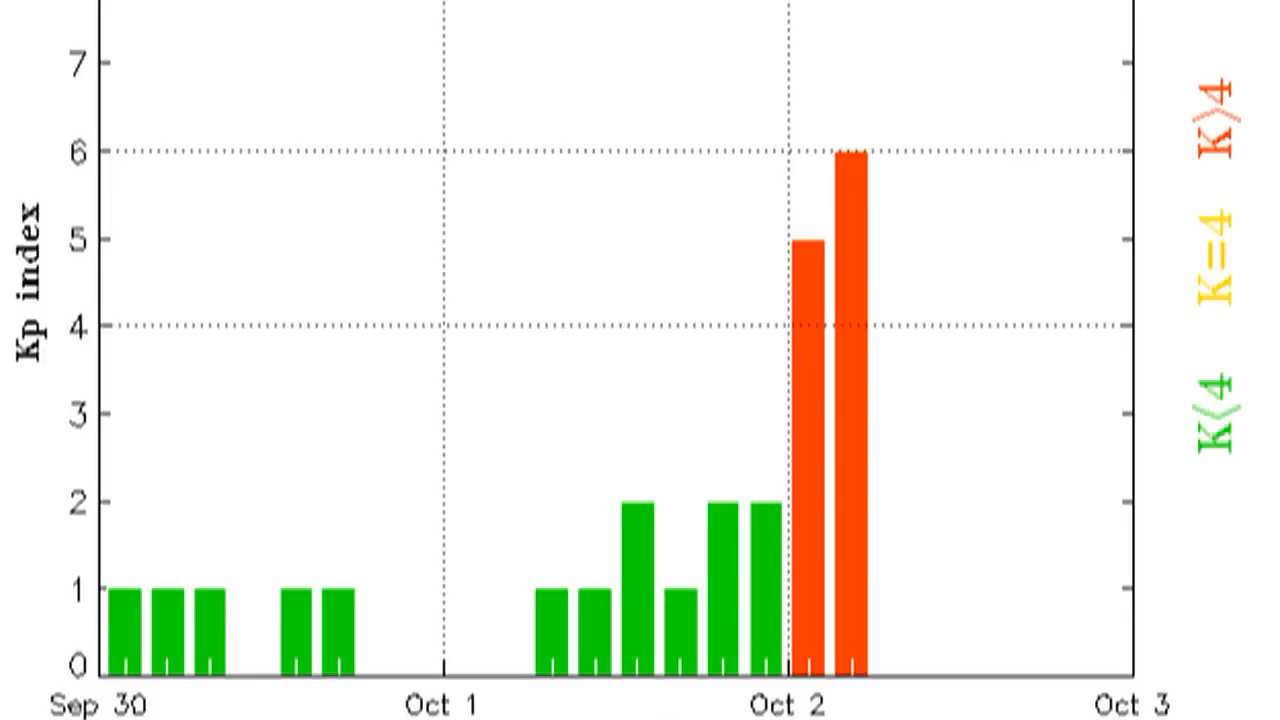 7
6
5
4
3
2
1
0
Kp index
Sep 30
Oct 1
Oct 2
Oct 3
K<4
K=4
K>4